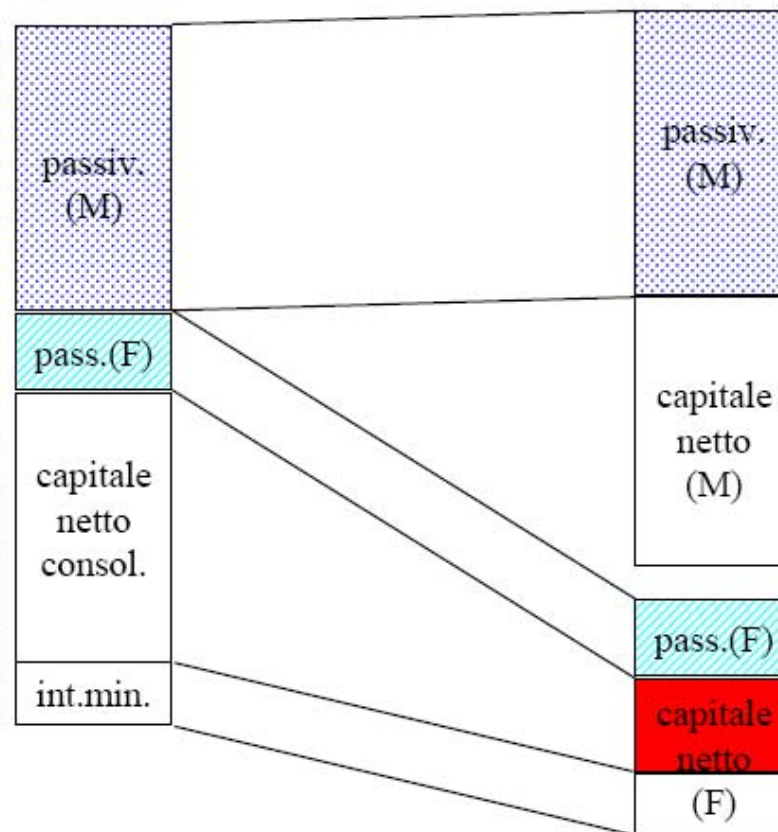 passiv.
(M)
pass.(F)
capitale
netto
consol.
int.min.
passiv.
(M)
capitale
netto
(M)
pass.(F)
capitale
netto
(F)